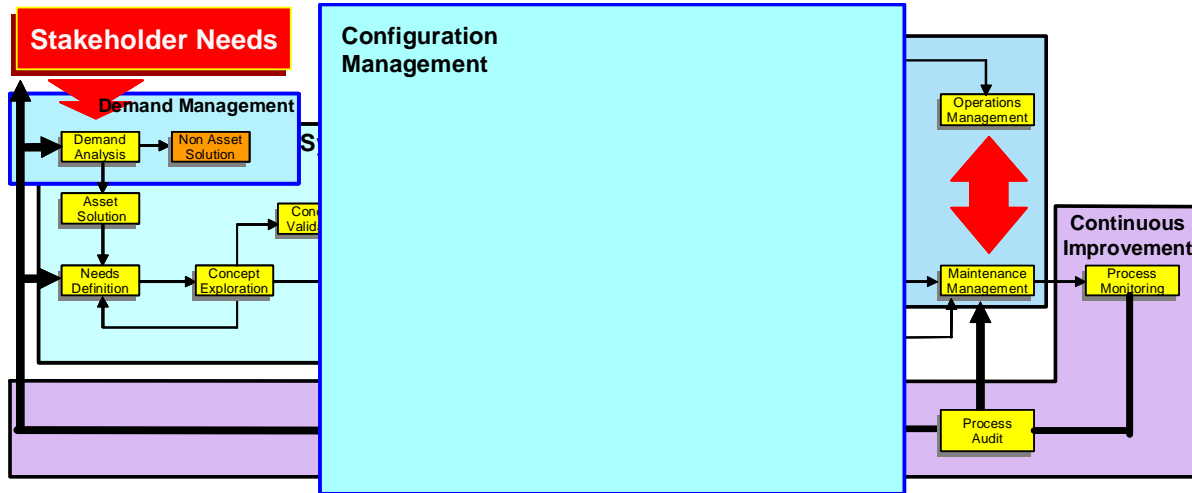 Stakeholder Needs
Configuration
Management
Demand Management
Demand
Analysis
Non Asset
Solution
Operations
Management
Asset
Solution
Continuous
Improvement
Needs
Definition
Concept
Exploration
Maintenance
Management
Process
Monitoring
Process
Audit